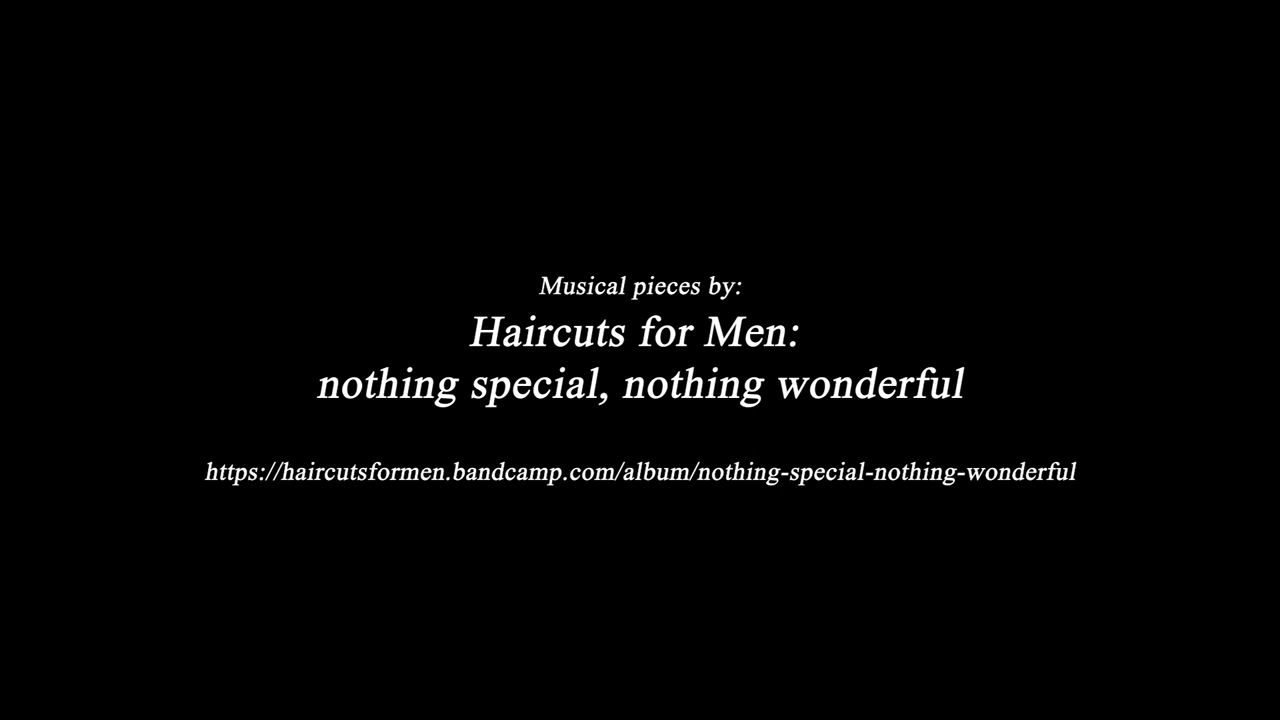 Musical pieces by:
Haircuts for Men:
nothing special, nothing wonderful
https://haircutsformen.bandcamp.com/album/nothing-special-nothing-wonderful